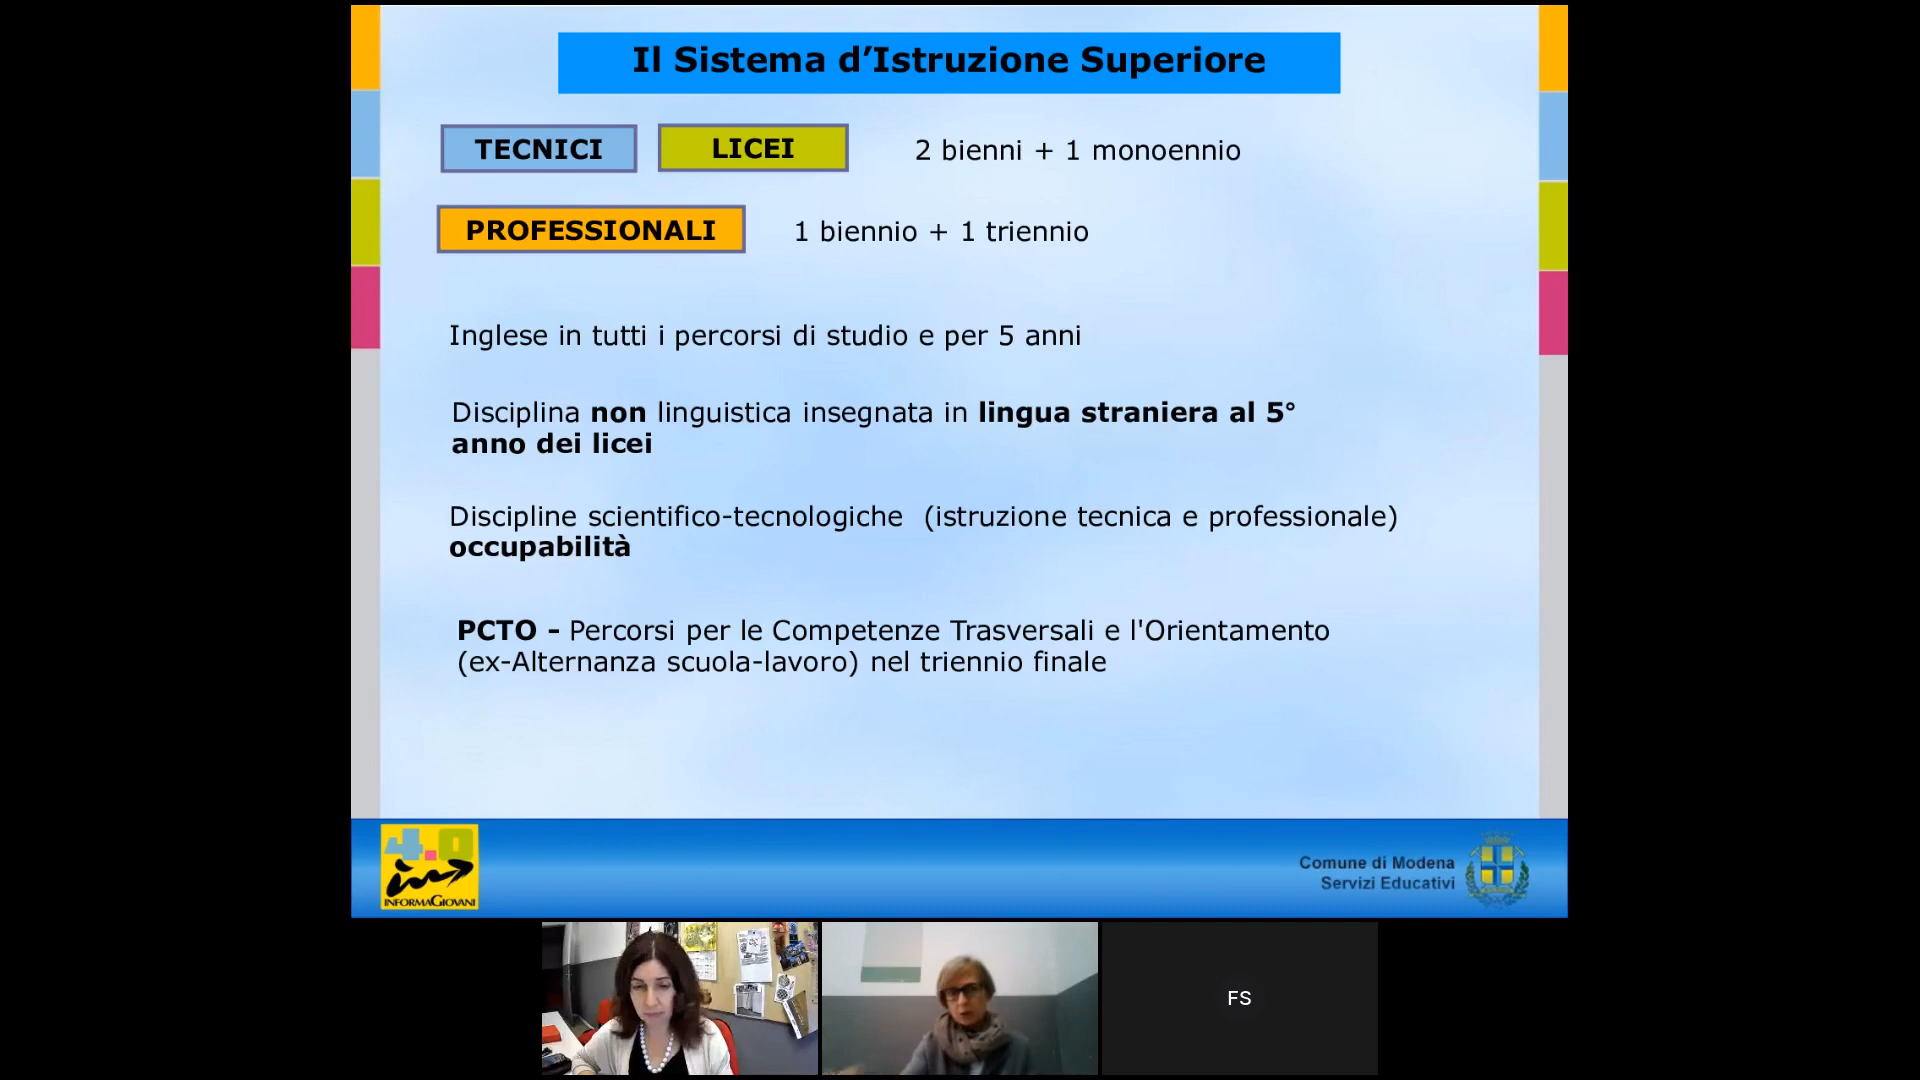 Il Sistema d’Istruzione Superiore
TECNICI
LICEI
2 bienni + 1 monoennio
PROFESSIONALI
1 biennio + 1 triennio
Inglese in tutti i percorsi di studio e per 5 anni
Disciplina non linguistica insegnata in lingua straniera al 5°
anno dei licei
Discipline scientifico-tecnologiche (istruzione tecnica e professionale)
occupabilità
PCTO - Percorsi per le Competenze Trasversali e l'Orientamento
(ex-Alternanza scuola-lavoro) nel triennio finale
4.0
INFORMAGIOVANI
Comune di Modena
Servizi Educativi
FS